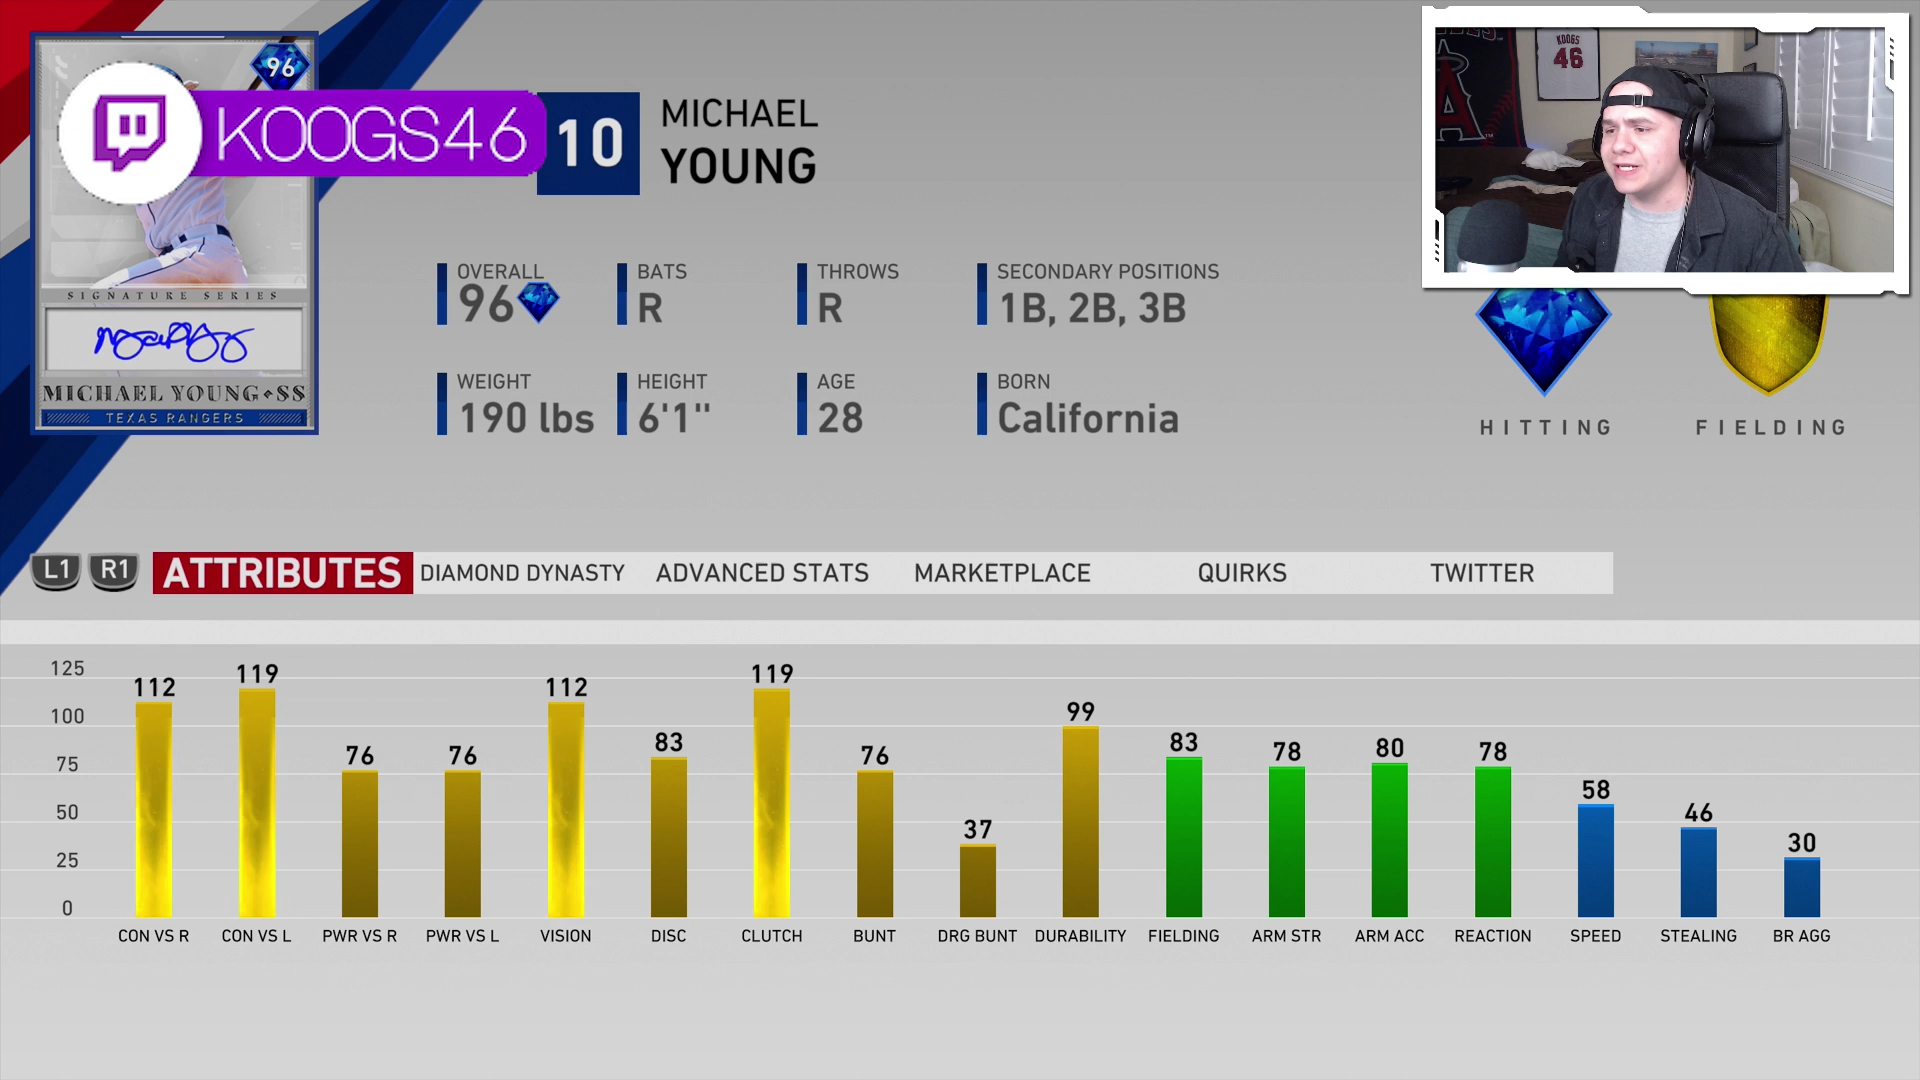 96
KOOGS46
10
MICHAEL
YOUNG
KOOGS
46
SIGNATURE SERIES
MICHAEL YOUNG SS
TEXAS RANGERS
OVERALL
96
BATS
R
THROWS
R
SECONDARY POSITIONS
1B, 2B, 3B
WEIGHT
190 lbs
HEIGHT
6'1"
AGE
28
BORN
California
HITTING
FIELDING
L1 R1 ATTRIBUTES DIAMOND DYNASTY ADVANCED STATS MARKETPLACE QUIRKS TWITTER
125
100
75
50
25
0
112 119 76 76 112 83 119 76 37 99 83 78 80 78 58 46 30
CON VS R CON VS L PWR VS R PWR VS L VISION DISC CLUTCH BUNT DRG BUNT DURABILITY FIELDING ARM STR ARM ACC REACTION SPEED STEALING BR AGG